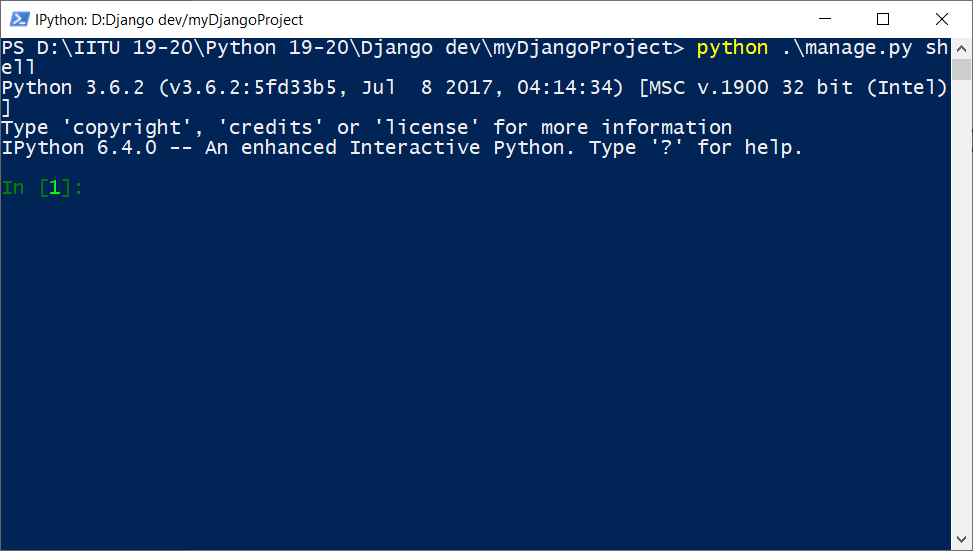 IPython: D:Django dev/myDjangoProject
PS D:\IITU 19-20\Python 19-20\Django dev\myDjangoProject> python .\manage.py sh
ell
Python 3.6.2 (v3.6.2:5fd33b5, Jul  8 2017, 04:14:34) [MSC v.1900 32 bit (Intel)
]
Type 'copyright', 'credits' or 'license' for more information
IPython 6.4.0 -- An enhanced Interactive Python. Type '?' for help.
In [1]: